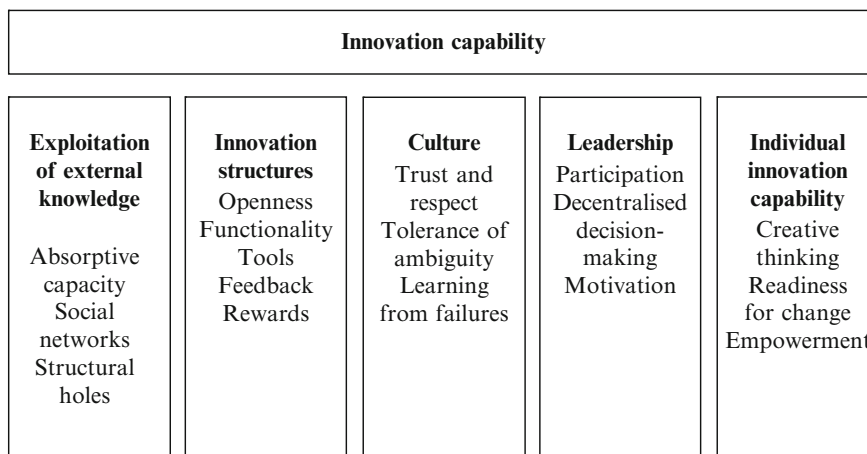 Innovation capability
Exploitation
of external
knowledge
Absorptive
capacity
Social
networks
Structural
holes
Innovation
structures
Openness
Functionality
Tools
Feedback
Rewards
Culture
Trust and
respect
Tolerance of
ambiguity
Learning
from failures
Leadership
Participation
Decentralised
decision-
making
Motivation
Individual
innovation
capability
Creative
thinking
Readiness
for change
Empowerment